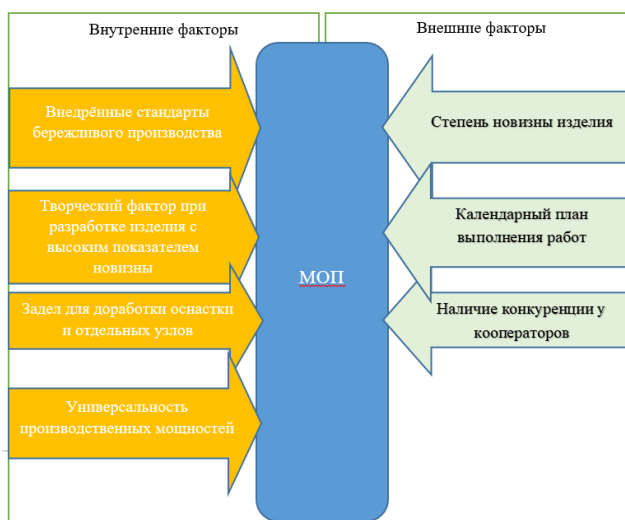 Внутренние факторы
Внедрённые стандарты
бережливого производства
Творческий фактор при
разработке изделия с
высоким показателем
новизны
Задел для доработки оснастки
и отдельных узлов
Универсальность
производственных мощностей
МОП
Внешние факторы
Степень новизны изделия
Календарный план
выполнения работ
Наличие конкуренции у
кооператоров